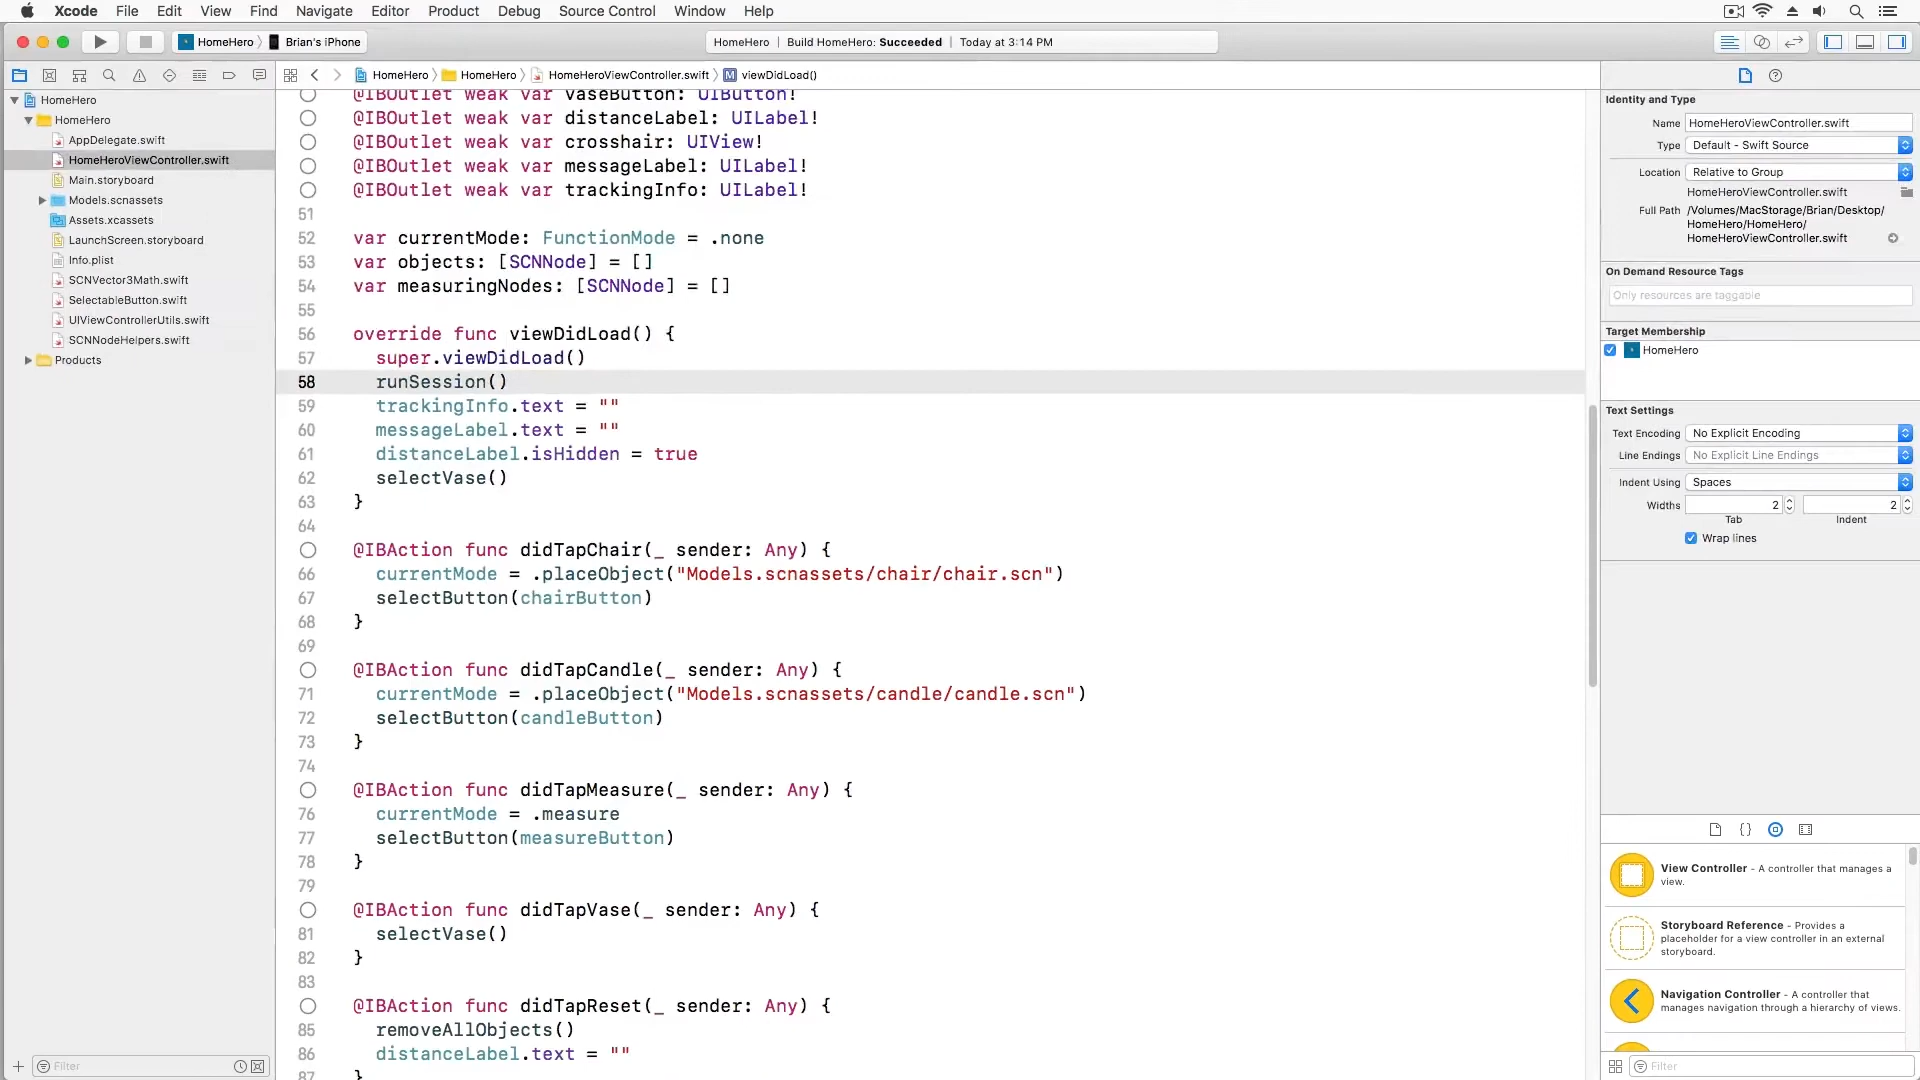 Xcode File Edit View Find Navigate Editor Product Debug Source Control Window Help
HomeHero Brian's iPhone
HomeHero Build HomeHero: Succeeded Today at 3:14 PM
HomeHero HomeHero HomeHeroViewController.swift M viewDidLoad()
HomeHero
HomeHero
AppDelegate.swift
HomeHeroViewController.swift
Main.storyboard
Models.scnassets
Assets.xcassets
LaunchScreen.storyboard
Info.plist
SCNVector3Math.swift
SelectableButton.swift
UIViewControllerUtils.swift
SCNNodeHelpers.swift
Products
Filter
@IBOutlet weak var vaseButton: UIButton!
@IBOutlet weak var distanceLabel: UILabel!
@IBOutlet weak var crosshair: UIView!
@IBOutlet weak var messageLabel: UILabel!
@IBOutlet weak var trackingInfo: UILabel!
51
52 var currentMode: FunctionMode = .none
53 var objects: [SCNNode] = []
54 var measuringNodes: [SCNNode] = []
55
56 override func viewDidLoad() {
57 super.viewDidLoad()
58 runSession()
59 trackingInfo.text = ""
60 messageLabel.text = ""
61 distanceLabel.isHidden = true
62 selectVase()
63 }
64
@IBAction func didTapChair(_ sender: Any) {
66 currentMode = .placeObject("Models.scnassets/chair/chair.scn")
67 selectButton(chairButton)
68 }
69
@IBAction func didTapCandle(_ sender: Any) {
71 currentMode = .placeObject("Models.scnassets/candle/candle.scn")
72 selectButton(candleButton)
73 }
74
@IBAction func didTapMeasure(_ sender: Any) {
76 currentMode = .measure
77 selectButton(measureButton)
78 }
79
@IBAction func didTapVase(_ sender: Any) {
81 selectVase()
82 }
83
@IBAction func didTapReset(_ sender: Any) {
85 removeAllObjects()
86 distanceLabel.text = ""
87 }
Identity and Type
Name HomeHeroViewController.swift
Type Default - Swift Source
Location Relative to Group
HomeHeroViewController.swift
Full Path /Volumes/MacStorage/Brian/Desktop/
HomeHero/HomeHero/
HomeHeroViewController.swift
On Demand Resource Tags
Only resources are taggable
Target Membership
HomeHero
Text Settings
Text Encoding No Explicit Encoding
Line Endings No Explicit Line Endings
Indent Using Spaces
Widths 2 2
Tab Indent
Wrap lines
View Controller - A controller that manages a
view.
Storyboard Reference - Provides a
placeholder for a view controller in an external
storyboard.
Navigation Controller - A controller that
manages navigation through a hierarchy of views.
Filter